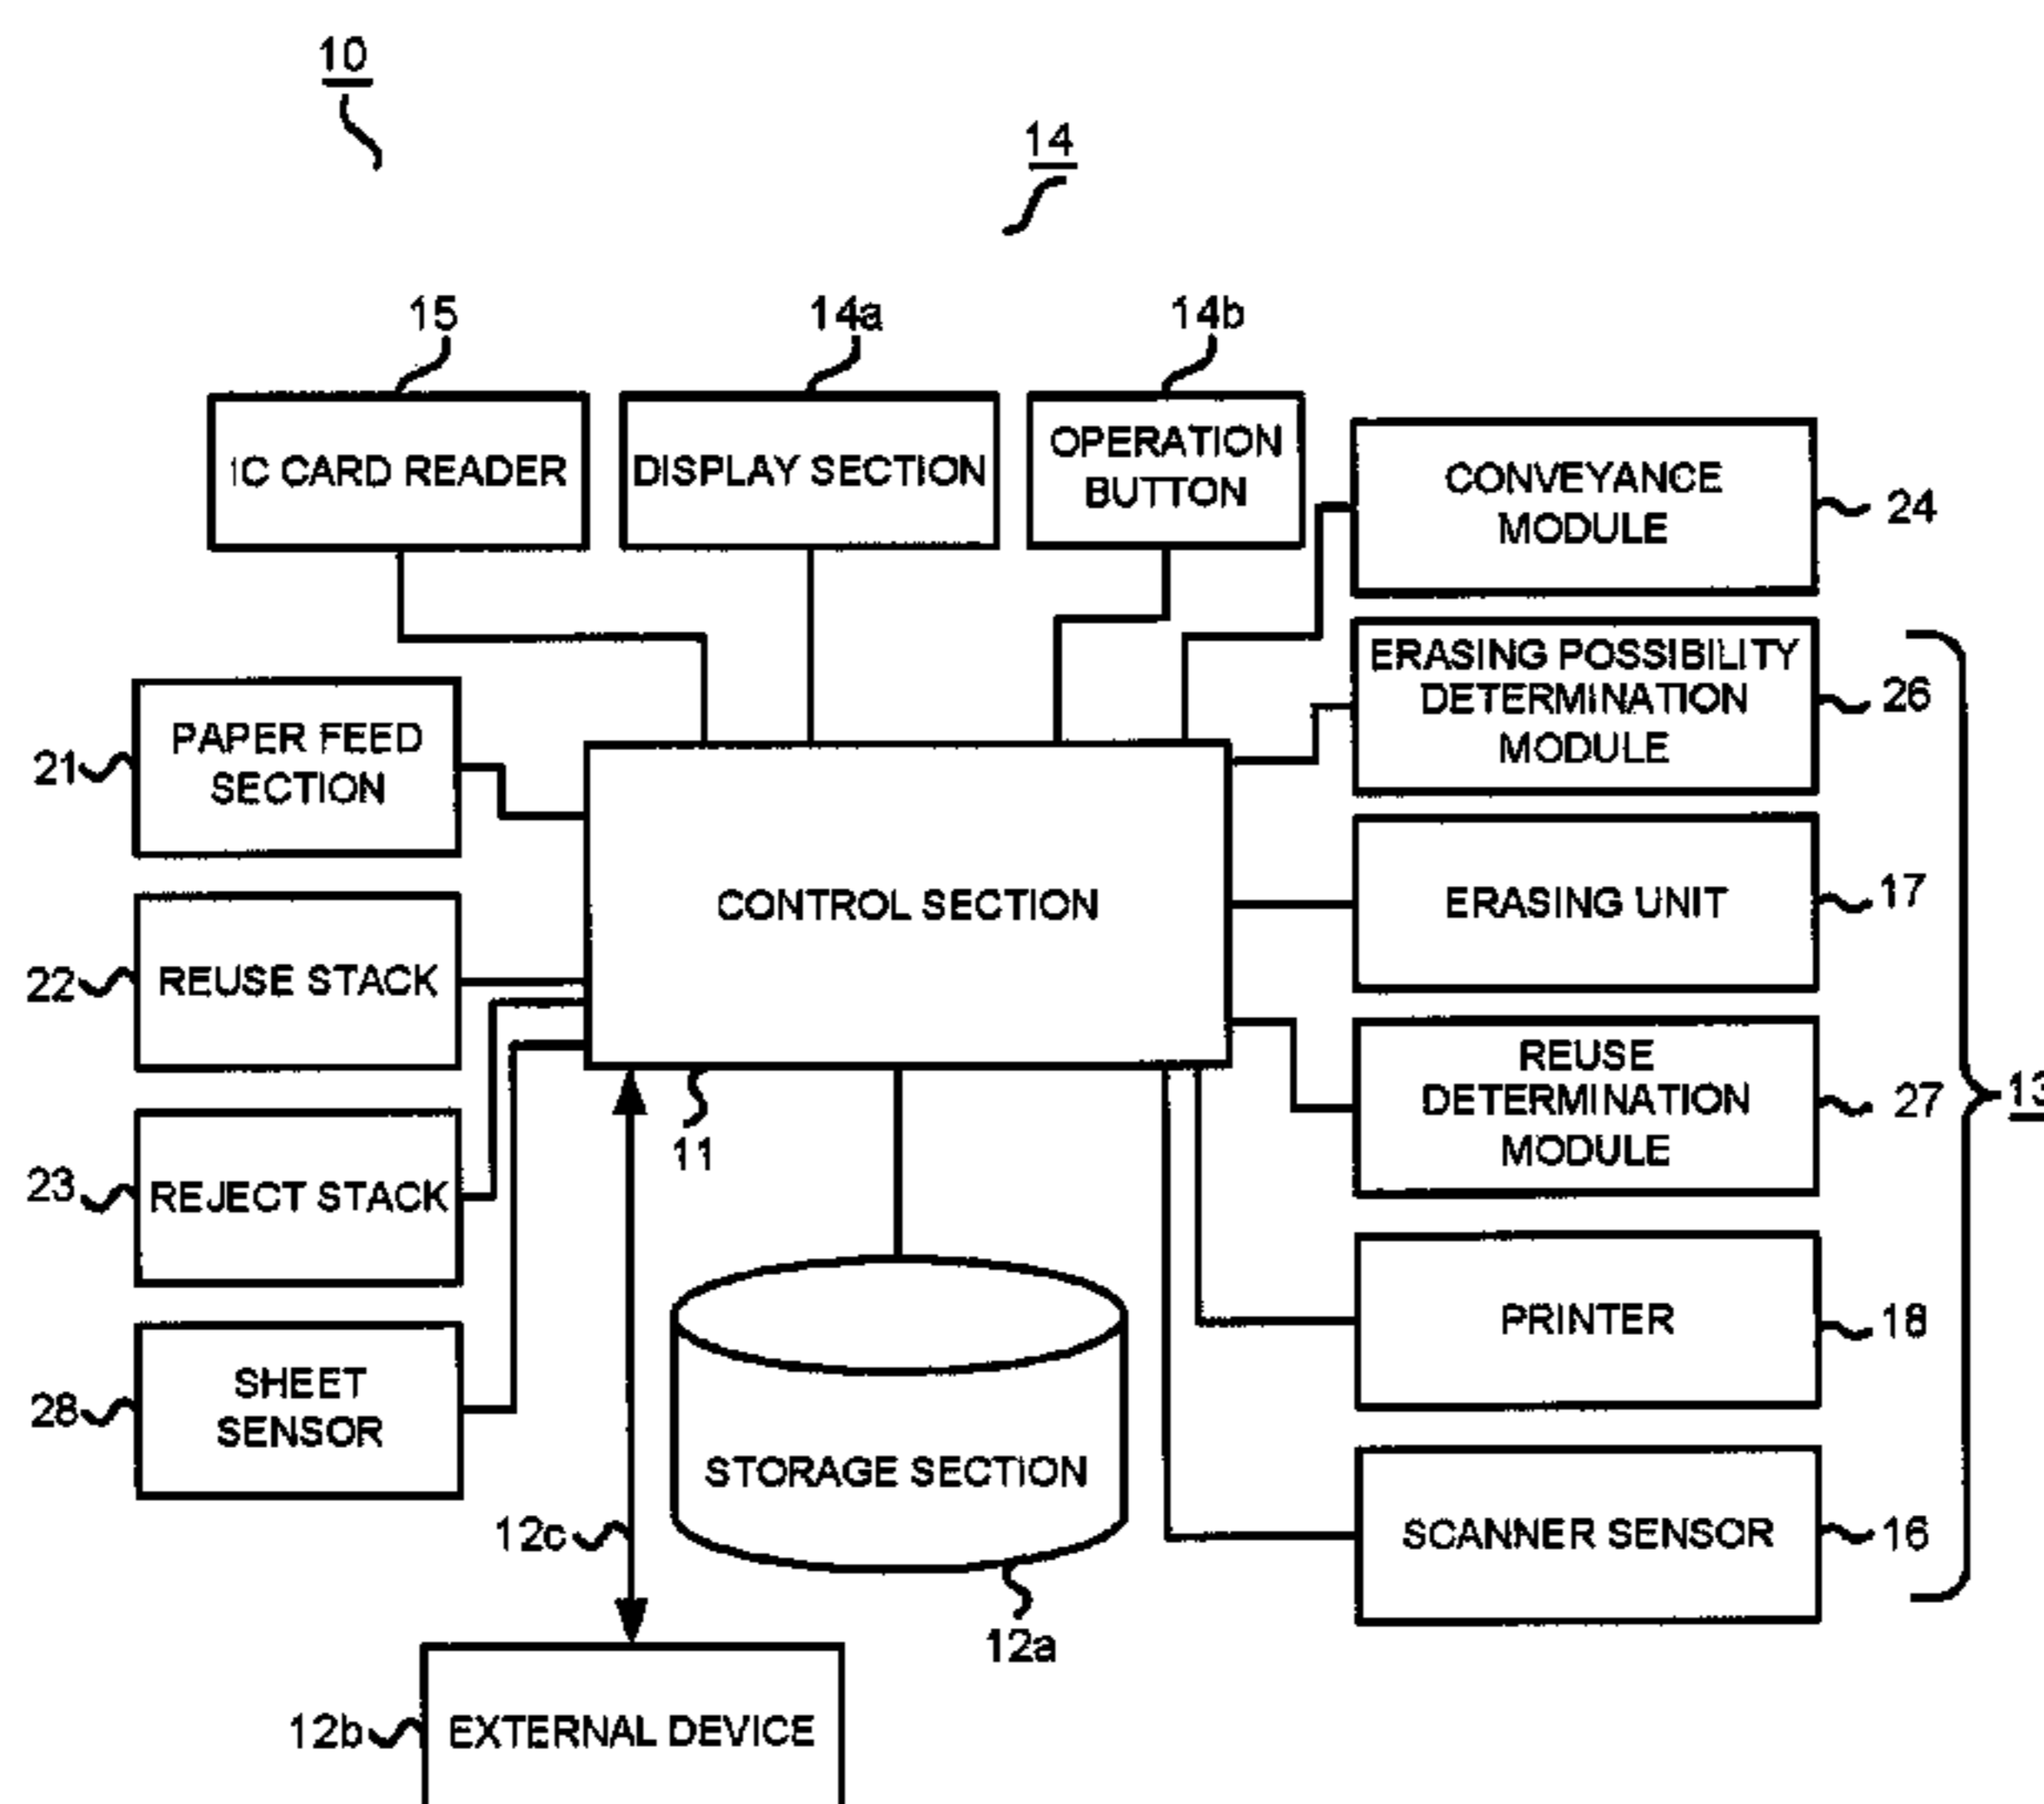 10
14
15
14a
14b
IC CARD READER
DISPLAY SECTION
OPERATION
BUTTON
CONVEYANCE
MODULE
24
ERASING POSSIBILITY
DETERMINATION
MODULE
26
21
PAPER FEED
SECTION
CONTROL SECTION
ERASING UNIT
17
22
REUSE STACK
REUSE
DETERMINATION
MODULE
27
13
11
23
REJECT STACK
PRINTER
18
28
SHEET
SENSOR
STORAGE SECTION
12c
SCANNER SENSOR
16
12a
12b
EXTERNAL DEVICE